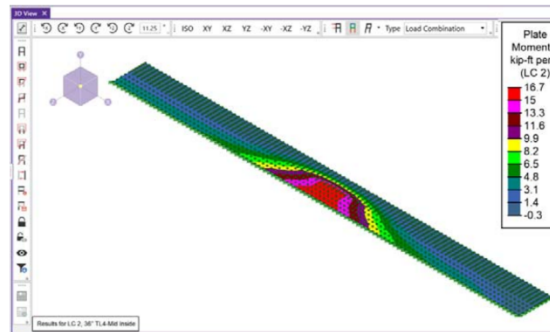 3D View ×
11.25°
ISO XY XZ YZ -XY -XZ -YZ
Type Load Combination
Plate
Moment
kip-ft per
(LC 2)
16.7
15
13.3
11.6
9.9
8.2
6.5
4.8
3.1
1.4
-0.3
Results for LC 2, 36" TL4-Mid Inside